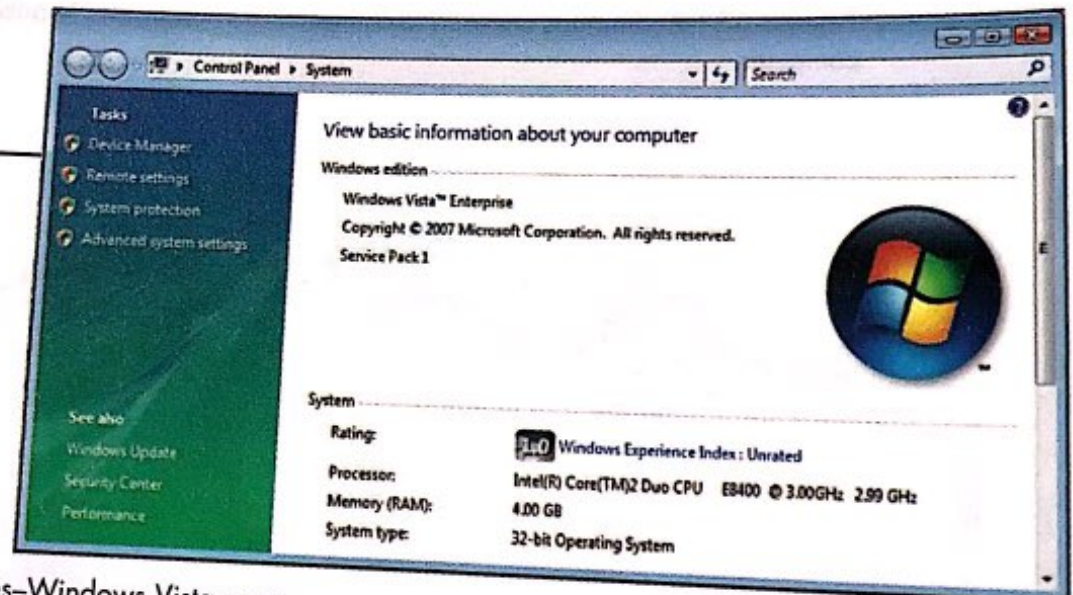 Control Panel ▸ System
Search
Tasks
Device Manager
Remote settings
System protection
Advanced system settings
See also
Windows Update
Security Center
Performance
View basic information about your computer
Windows edition
Windows Vista™ Enterprise
Copyright © 2007 Microsoft Corporation. All rights reserved.
Service Pack 1
System
Rating: Windows Experience Index : Unrated
Processor: Intel(R) Core(TM)2 Duo CPU E8400 @ 3.00GHz 2.99 GHz
Memory (RAM): 4.00 GB
System type: 32-bit Operating System
Windows Vista